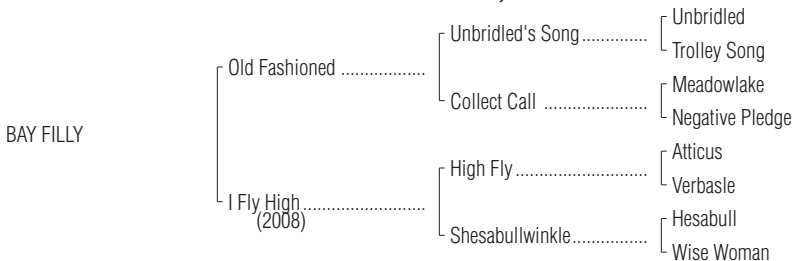 Unbridled
Unbridled's Song..............
Trolley Song
Old Fashioned ..................
Meadowlake
Collect Call ......................
Negative Pledge
BAY FILLY
Atticus
High Fly............................
Verbasle
I Fly High..........................
(2008)
Hesabull
Shesabullwinkle................
Wise Woman